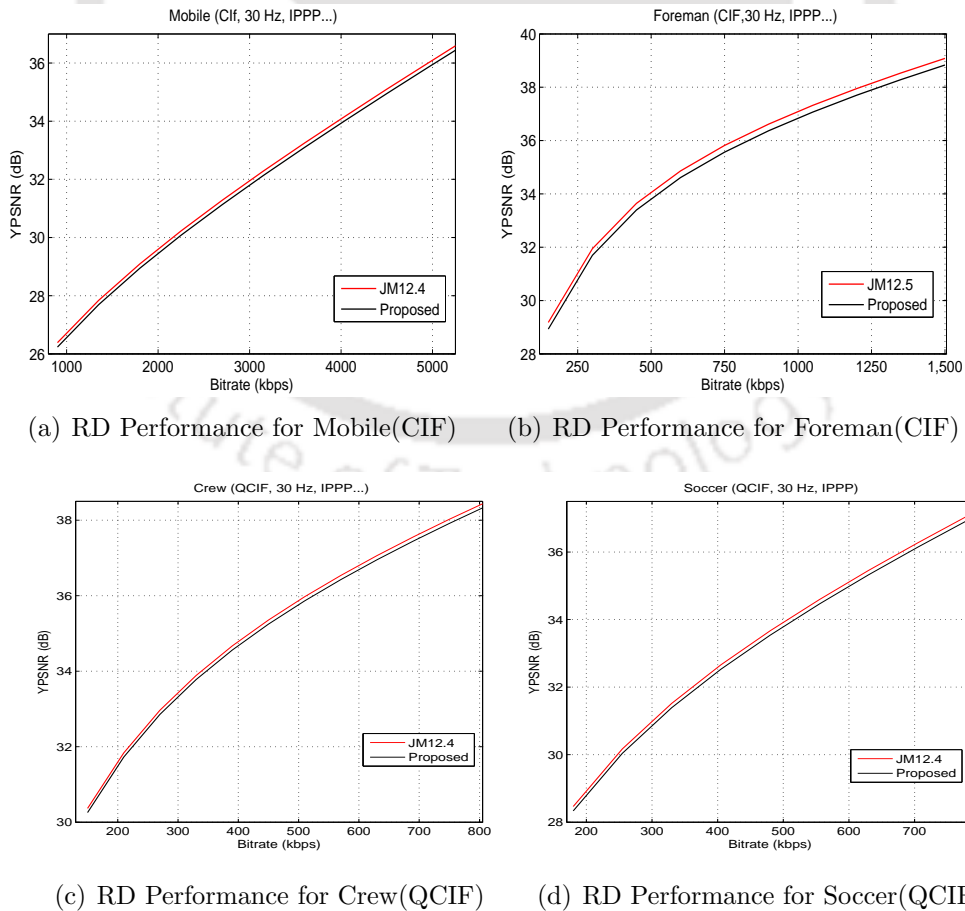 Mobile (CIf, 30 Hz, IPPP...)
YPSNR (dB)
36
34
32
30
28
26
1000 2000 3000 4000 5000
Bitrate (kbps)
JM12.4
Proposed
(a) RD Performance for Mobile(CIF)
Foreman (CIF,30 Hz, IPPP...)
YPSNR (dB)
40
38
36
34
32
30
28
250 500 750 1000 1250 1,500
Bitrate (kbps)
JM12.5
Proposed
(b) RD Performance for Foreman(CIF)
ute of Technology
Crew (QCIF, 30 Hz, IPPP...)
YPSNR (dB)
38
36
34
32
30
200 300 400 500 600 700 800
Bitrate (kbps)
JM12.4
Proposed
(c) RD Performance for Crew(QCIF)
Soccer (QCIF, 30 Hz, IPPP)
YPSNR (dB)
36
34
32
30
28
200 300 400 500 600 700
Bitrate (kbps)
JM12.4
Proposed
(d) RD Performance for Soccer(QCIF